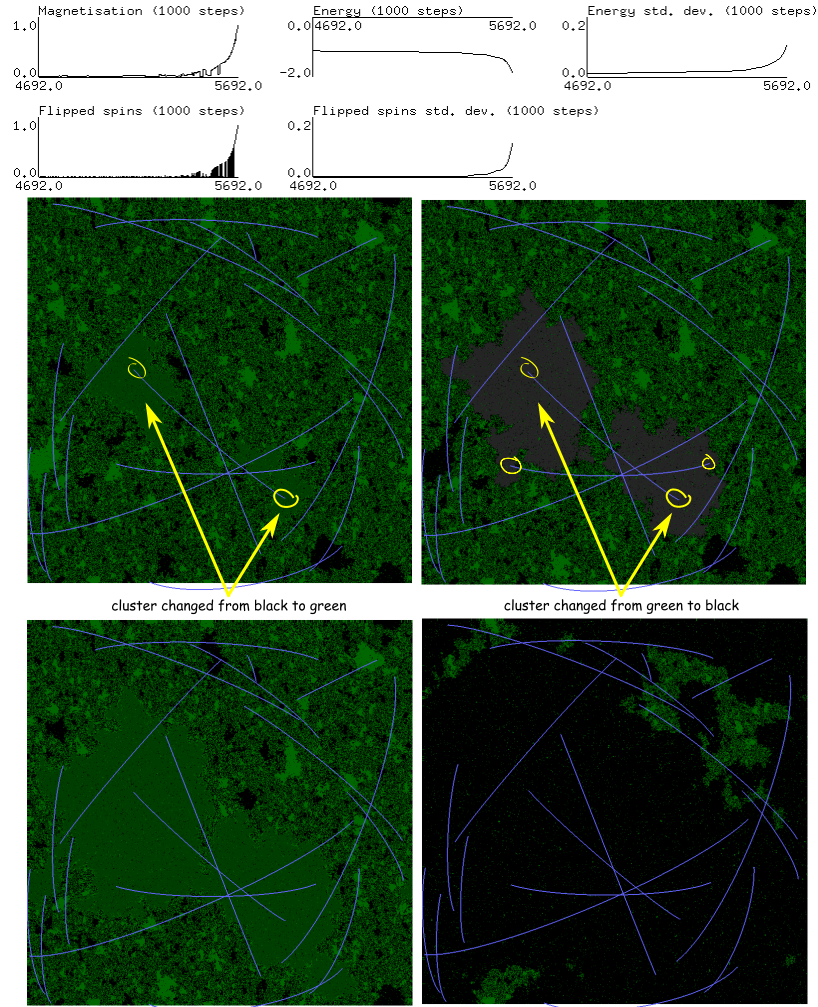 Magnetisation (1000 steps)
1.0
0.0
4692.0 5692.0
Energy (1000 steps)
0.0
4692.0 5692.0
-2.0
Energy std. dev. (1000 steps)
0.2
0.0
4692.0 5692.0
Flipped spins (1000 steps)
1.0
0.0
4692.0 5692.0
Flipped spins std. dev. (1000 steps)
0.2
0.0
4692.0 5692.0
cluster changed from black to green
cluster changed from green to black